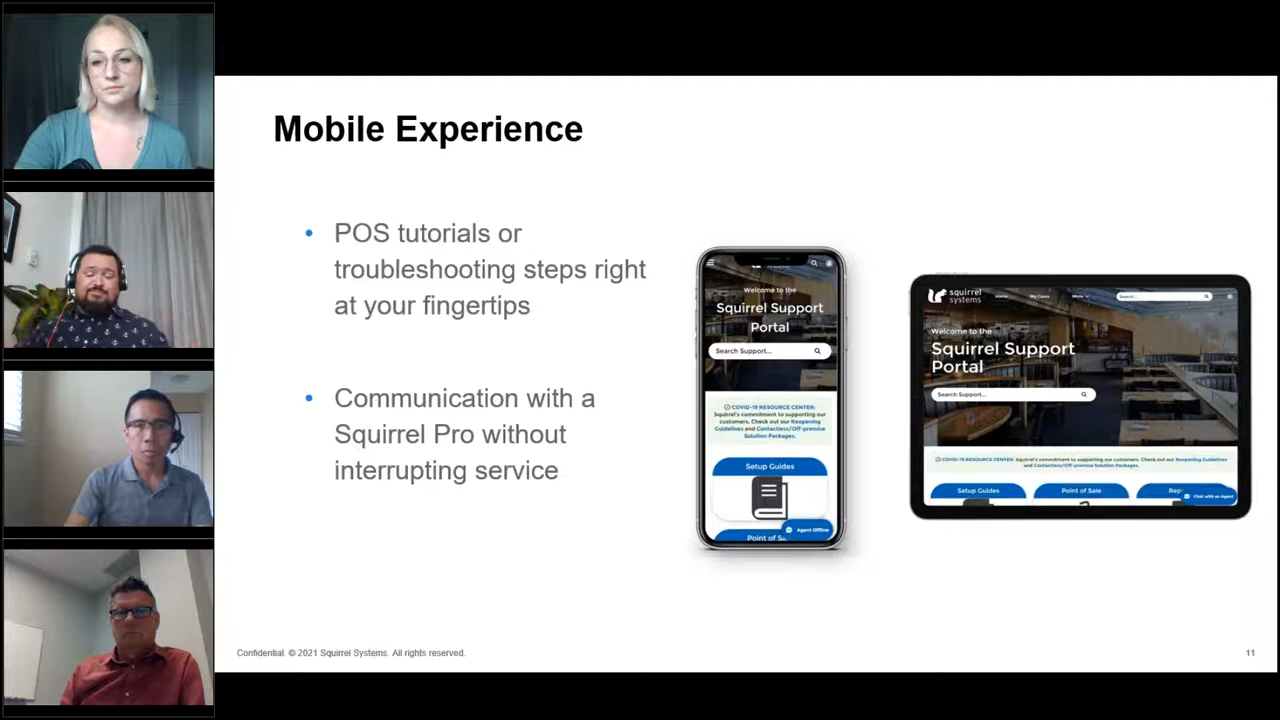 Mobile Experience
• POS tutorials or
troubleshooting steps right
at your fingertips
• Communication with a
Squirrel Pro without
interrupting service
Welcome to the
Squirrel Support
Portal
Search Support...
COVID-19 RESOURCE CENTER:
Squirrel's commitment to supporting our
customers. Check out our Reopening
Guidelines and Contactless/Off-premise
Solution Packages.
Setup Guides
Agent Offline
Point of Sa
squirrel
systems
Home My Cases More
Search...
Welcome to the
Squirrel Support
Portal
Search Support...
COVID-19 RESOURCE CENTER: Squirrel's commitment to supporting our customers. Check out our Reopening Guidelines
and Contactless/Off-premise Solution Packages.
Setup Guides Point of Sale Rep
Chat with an Agent
Confidential. © 2021 Squirrel Systems. All rights reserved.
11